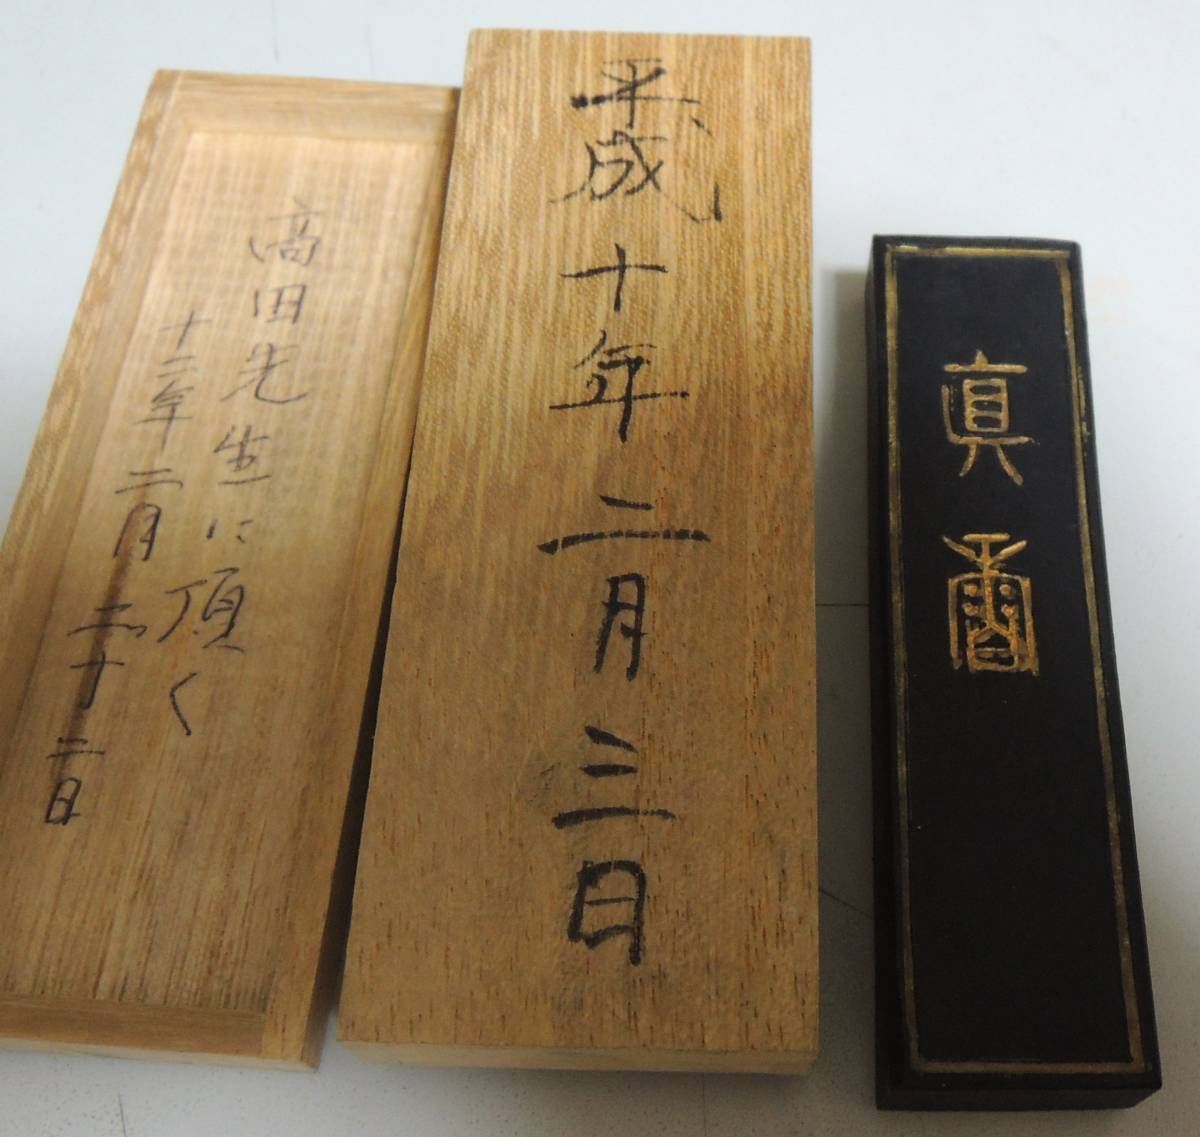 高田先生に頂く
十二年二月二十二日
平成十年二月三日
真香